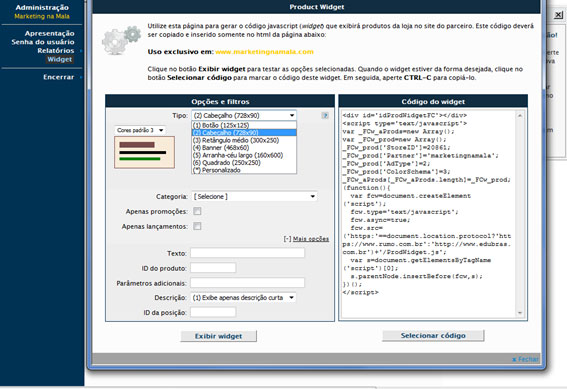 Administração
Marketing na Mala
Apresentação
Senha do usuário
Relatórios
Widget
Encerrar
Product Widget
Utilize esta página para gerar o código javascript (widget) que exibirá produtos da loja no site do parceiro. Este código deverá
ser copiado e inserido somente no html da página abaixo:
Uso exclusivo em: www.marketingnamala.com
Clique no botão Exibir widget para testar as opções selecionadas. Quando o widget estiver da forma desejada, clique no
botão Selecionar código para marcar o código deste widget. Em seguida, aperte CTRL-C para copiá-lo.
Opções e filtros
Tipo: (2) Cabeçalho (728x90)
(1) Botão (125x125)
(2) Cabeçalho (728x90)
(3) Retangulo médio (300x250)
(4) Banner (468x60)
(5) Arranha-céu largo (160x600)
(6) Quadrado (250x250)
(*) Personalizado
Cores padrão 3
Categoria: [ Selecione ]
Apenas promoções:
Apenas lançamentos:
[-] Mais opções
Texto:
ID do produto:
Parâmetros adicionais:
Descrição: (1) Exibe apenas descrição curta
ID da posição:
Exibir widget
Código do widget
<div id="idProdWidgetFC"></div>
<script type="text/javascript">
var _FCw_aProds=new Array();
var _FCw_prod=new Array();
_FCw_prod['StoreID']=20861;
_FCw_prod['Partner']='marketingnamala';
_FCw_prod['AdType']=2;
_FCw_prod['ColorSchema']=3;
_FCw_aProds[_FCw_aProds.length]=_FCw_prod;
(function(){
var fcw=document.createElement
('script');
fcw.type='text/javascript';
fcw.async=true;
fcw.src=
('https:'==document.location.protocol?'h
ttps://www.rumo.com.br':'http://www.edubras.
com.br')+'/ProdWidget.js';
var s=document.getElementsByTagName
('script')[0];
s.parentNode.insertBefore(fcw,s);
})();
</script>
Selecionar código
x Fechar